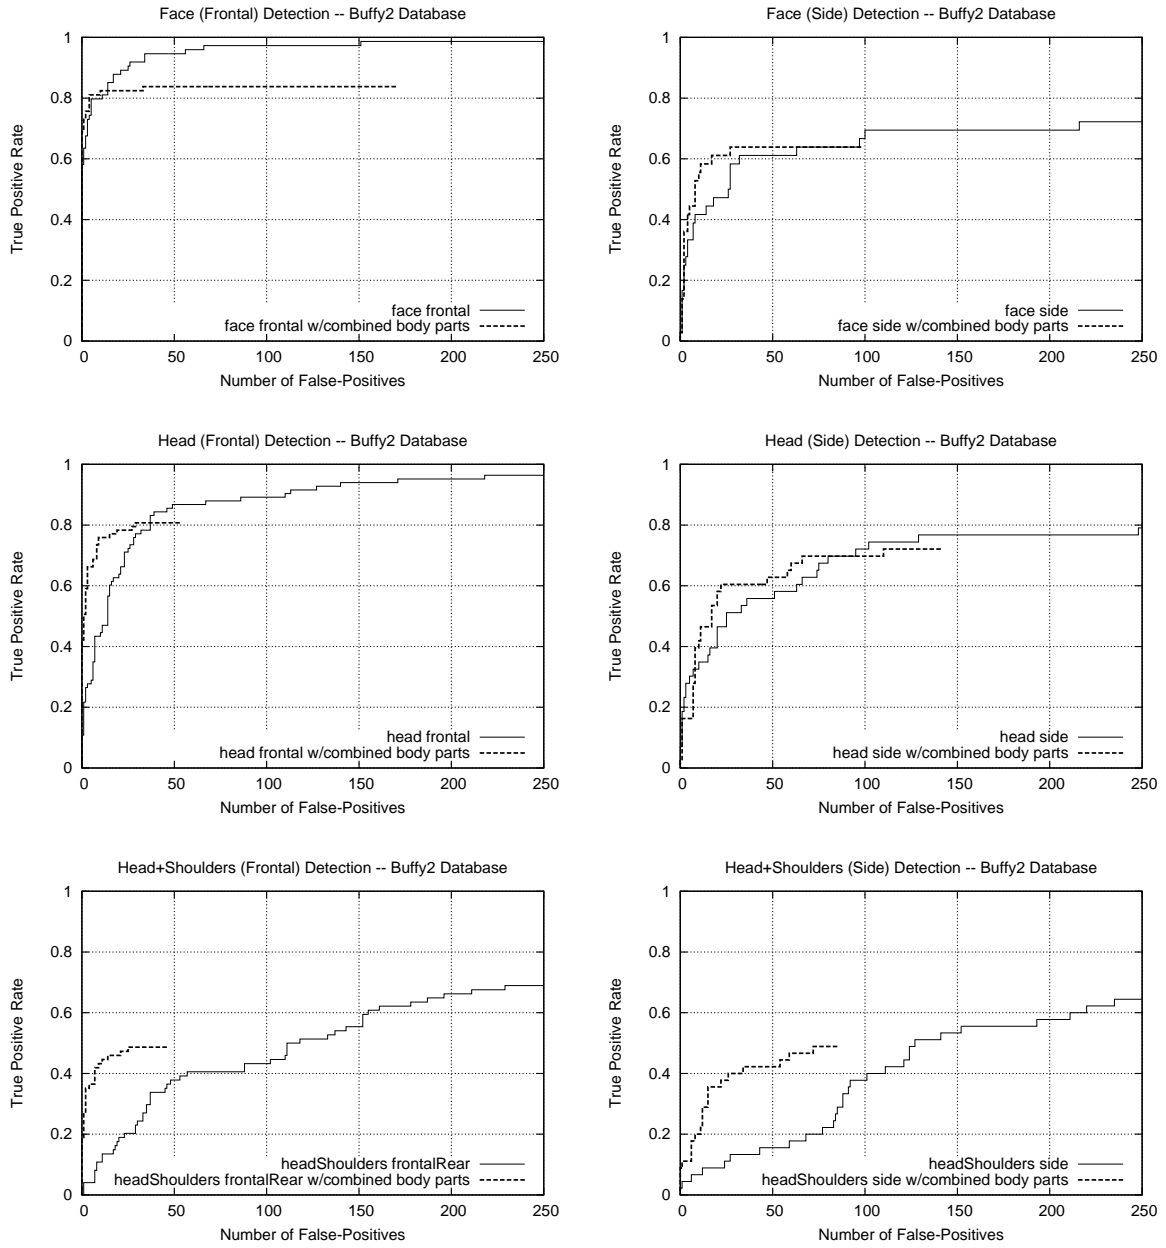 Face (Frontal) Detection -- Buffy2 Database
True Positive Rate
1
0.8
0.6
0.4
0.2
0
face frontal
face frontal w/combined body parts
0 50 100 150 200 250
Number of False-Positives
Face (Side) Detection -- Buffy2 Database
True Positive Rate
1
0.8
0.6
0.4
0.2
0
face side
face side w/combined body parts
0 50 100 150 200 250
Number of False-Positives
Head (Frontal) Detection -- Buffy2 Database
True Positive Rate
1
0.8
0.6
0.4
0.2
0
head frontal
head frontal w/combined body parts
0 50 100 150 200 250
Number of False-Positives
Head (Side) Detection -- Buffy2 Database
True Positive Rate
1
0.8
0.6
0.4
0.2
0
head side
head side w/combined body parts
0 50 100 150 200 250
Number of False-Positives
Head+Shoulders (Frontal) Detection -- Buffy2 Database
True Positive Rate
1
0.8
0.6
0.4
0.2
0
headShoulders frontalRear
headShoulders frontalRear w/combined body parts
0 50 100 150 200 250
Number of False-Positives
Head+Shoulders (Side) Detection -- Buffy2 Database
True Positive Rate
1
0.8
0.6
0.4
0.2
0
headShoulders side
headShoulders side w/combined body parts
0 50 100 150 200 250
Number of False-Positives